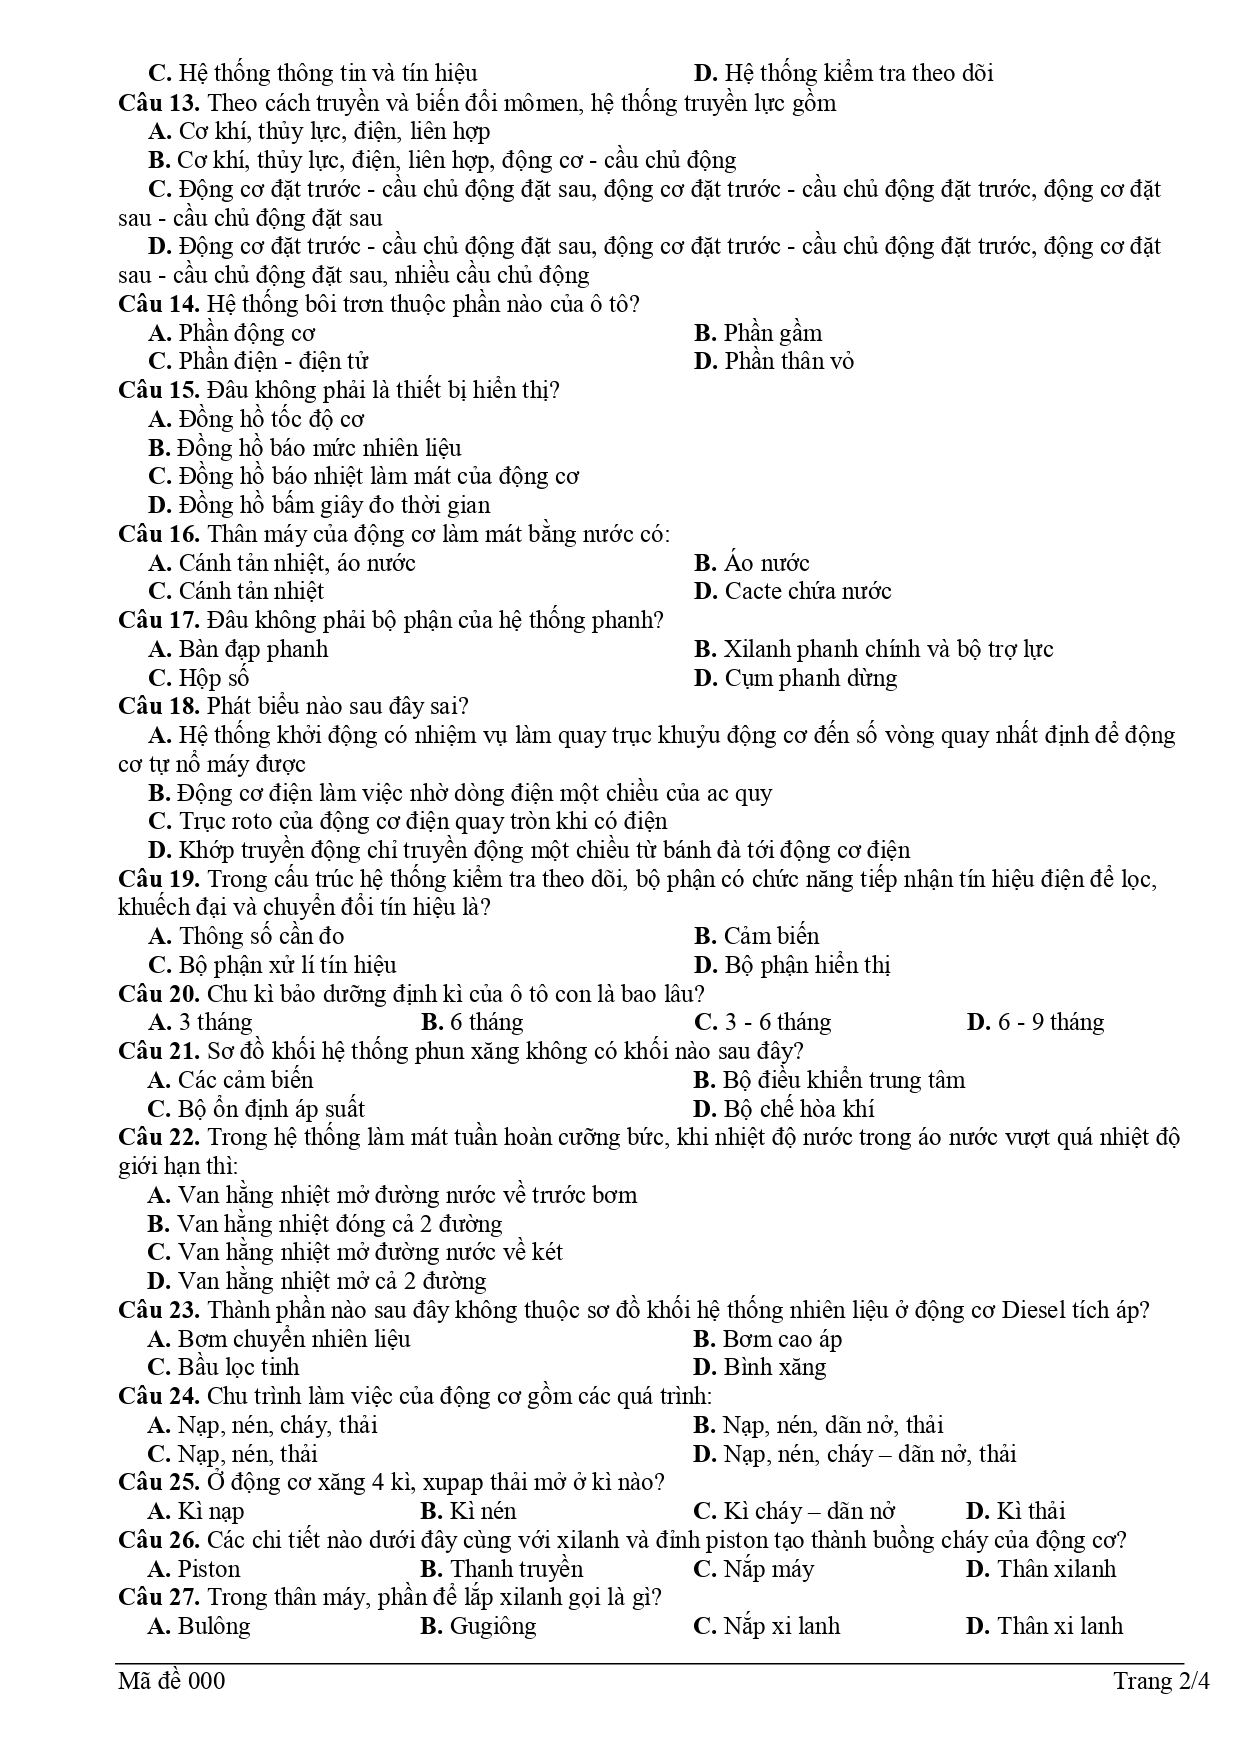 C. Hệ thống thông tin và tín hiệu D. Hệ thống kiểm tra theo dõi
Câu 13. Theo cách truyền và biến đổi mômen, hệ thống truyền lực gồm
A. Cơ khí, thủy lực, điện, liên hợp
B. Cơ khí, thủy lực, điện, liên hợp, động cơ - cầu chủ động
C. Động cơ đặt trước - cầu chủ động đặt sau, động cơ đặt trước - cầu chủ động đặt trước, động cơ đặt
sau - cầu chủ động đặt sau
D. Động cơ đặt trước - cầu chủ động đặt sau, động cơ đặt trước - cầu chủ động đặt trước, động cơ đặt
sau - cầu chủ động đặt sau, nhiều cầu chủ động
Câu 14. Hệ thống bôi trơn thuộc phần nào của ô tô?
A. Phần động cơ B. Phần gầm
C. Phần điện - điện tử D. Phần thân vỏ
Câu 15. Đâu không phải là thiết bị hiển thị?
A. Đồng hồ tốc độ cơ
B. Đồng hồ báo mức nhiên liệu
C. Đồng hồ báo nhiệt làm mát của động cơ
D. Đồng hồ bấm giây đo thời gian
Câu 16. Thân máy của động cơ làm mát bằng nước có:
A. Cánh tản nhiệt, áo nước B. Áo nước
C. Cánh tản nhiệt D. Cacte chứa nước
Câu 17. Đâu không phải bộ phận của hệ thống phanh?
A. Bàn đạp phanh B. Xilanh phanh chính và bộ trợ lực
C. Hộp số D. Cụm phanh dừng
Câu 18. Phát biểu nào sau đây sai?
A. Hệ thống khởi động có nhiệm vụ làm quay trục khuỷu động cơ đến số vòng quay nhất định để động
cơ tự nổ máy được
B. Động cơ điện làm việc nhờ dòng điện một chiều của ac quy
C. Trục roto của động cơ điện quay tròn khi có điện
D. Khớp truyền động chỉ truyền động một chiều từ bánh đà tới động cơ điện
Câu 19. Trong cấu trúc hệ thống kiểm tra theo dõi, bộ phận có chức năng tiếp nhận tín hiệu điện để lọc,
khuếch đại và chuyển đổi tín hiệu là?
A. Thông số cần đo B. Cảm biến
C. Bộ phận xử lí tín hiệu D. Bộ phận hiển thị
Câu 20. Chu kì bảo dưỡng định kì của ô tô con là bao lâu?
A. 3 tháng B. 6 tháng C. 3 - 6 tháng D. 6 - 9 tháng
Câu 21. Sơ đồ khối hệ thống phun xăng không có khối nào sau đây?
A. Các cảm biến B. Bộ điều khiển trung tâm
C. Bộ ổn định áp suất D. Bộ chế hòa khí
Câu 22. Trong hệ thống làm mát tuần hoàn cưỡng bức, khi nhiệt độ nước trong áo nước vượt quá nhiệt độ
giới hạn thì:
A. Van hằng nhiệt mở đường nước về trước bơm
B. Van hằng nhiệt đóng cả 2 đường
C. Van hằng nhiệt mở đường nước về két
D. Van hằng nhiệt mở cả 2 đường
Câu 23. Thành phần nào sau đây không thuộc sơ đồ khối hệ thống nhiên liệu ở động cơ Diesel tích áp?
A. Bơm chuyển nhiên liệu B. Bơm cao áp
C. Bầu lọc tinh D. Bình xăng
Câu 24. Chu trình làm việc của động cơ gồm các quá trình:
A. Nạp, nén, cháy, thải B. Nạp, nén, dãn nở, thải
C. Nạp, nén, thải D. Nạp, nén, cháy – dãn nở, thải
Câu 25. Ở động cơ xăng 4 kì, xupap thải mở ở kì nào?
A. Kì nạp B. Kì nén C. Kì cháy – dãn nở D. Kì thải
Câu 26. Các chi tiết nào dưới đây cùng với xilanh và đỉnh piston tạo thành buồng cháy của động cơ?
A. Piston B. Thanh truyền C. Nắp máy D. Thân xilanh
Câu 27. Trong thân máy, phần để lắp xilanh gọi là gì?
A. Bulông B. Gugiông C. Nắp xi lanh D. Thân xi lanh
Mã đề 000 Trang 2/4